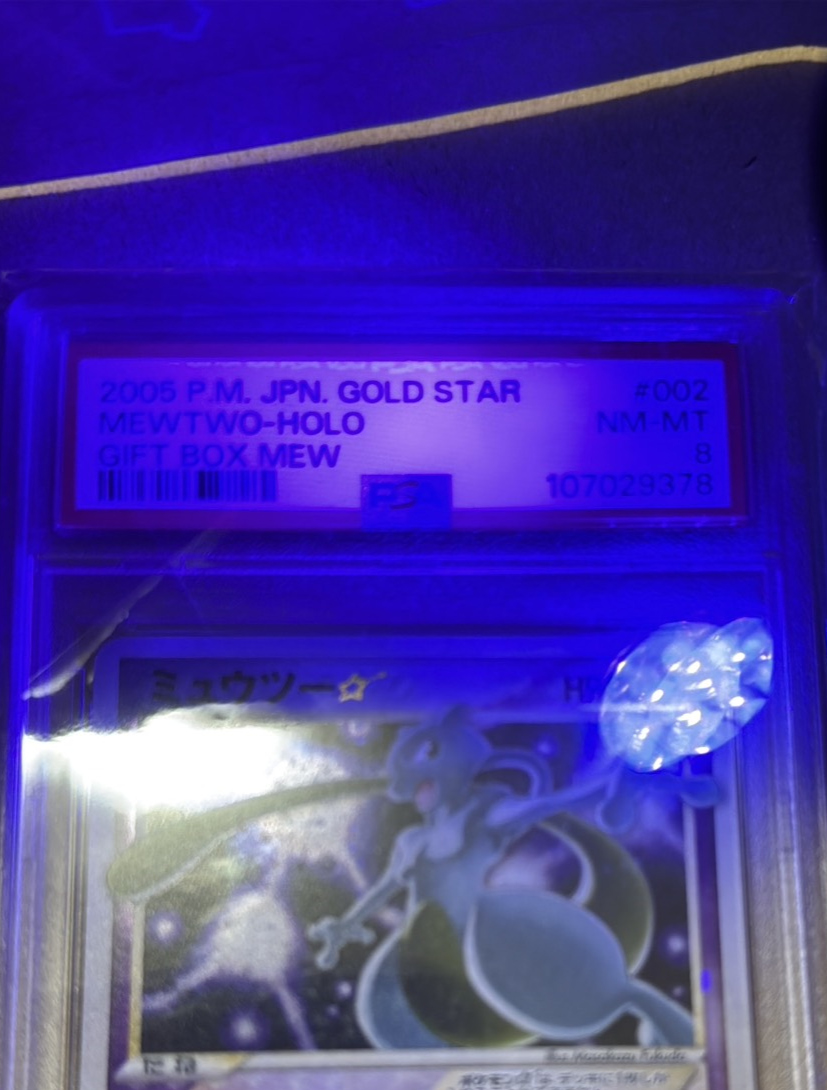 2005 P.M. JPN. GOLD STAR #002
MEWTWO-HOLO NM-MT
GIFT BOX MEW 8
PSA 107029378
ミュウツー☆